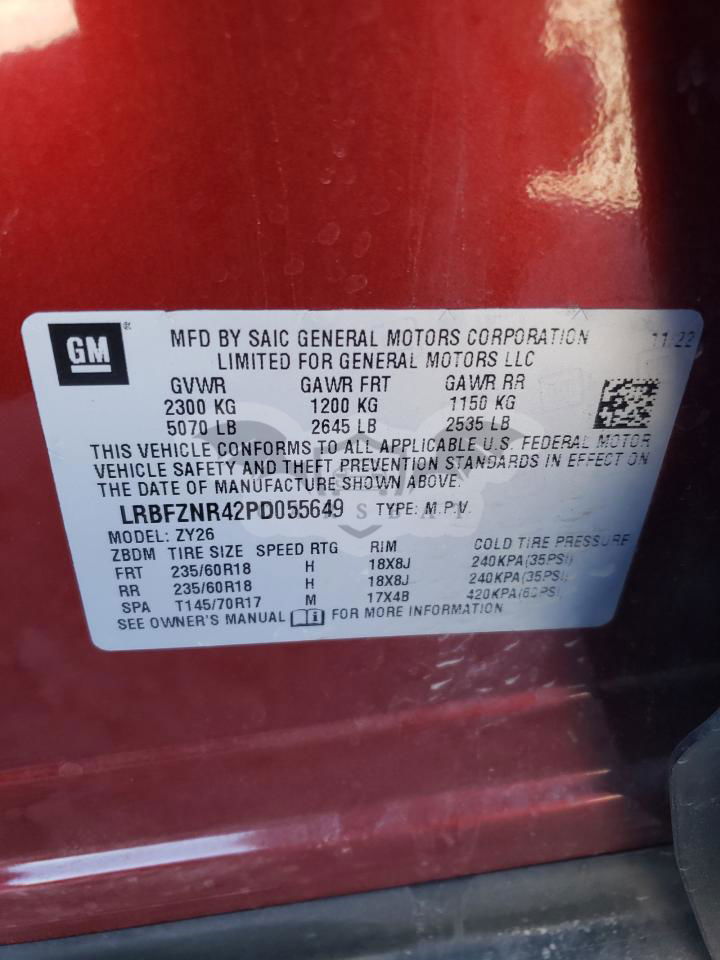 GM ®
MFD BY SAIC GENERAL MOTORS CORPORATION 11/22
LIMITED FOR GENERAL MOTORS LLC
GVWR GAWR FRT GAWR RR
2300 KG 1200 KG 1150 KG
5070 LB 2645 LB 2535 LB
THIS VEHICLE CONFORMS TO ALL APPLICABLE U.S. FEDERAL MOTOR
VEHICLE SAFETY AND THEFT PREVENTION STANDARDS IN EFFECT ON
THE DATE OF MANUFACTURE SHOWN ABOVE.
LRBFZNR42PD055649 TYPE: M.P.V.
MODEL: ZY26
ZBDM TIRE SIZE SPEED RTG RIM COLD TIRE PRESSURE
FRT 235/60R18 H 18X8J 240KPA(35PSI)
RR 235/60R18 H 18X8J 240KPA(35PSI)
SPA T145/70R17 M 17X4B 420KPA(60PSI)
SEE OWNER'S MANUAL i FOR MORE INFORMATION